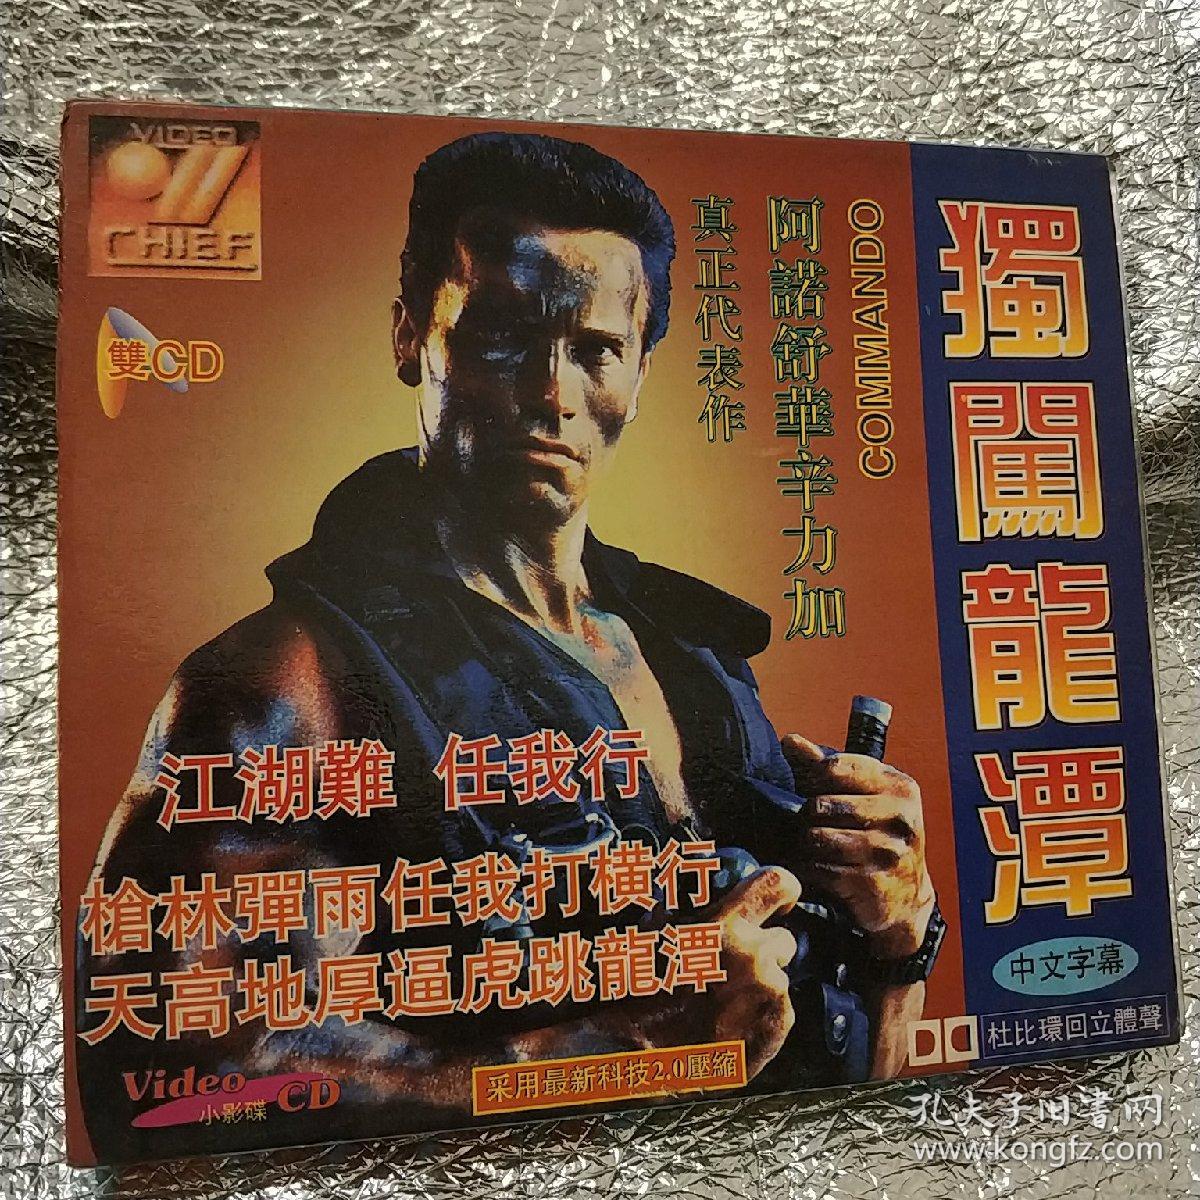 VIDEO
CHIEF
雙CD
獨闖龍潭
COMMANDO
阿諾舒華辛力加
真正代表作
江湖難 任我行
槍林彈雨任我打橫行
天高地厚逼虎跳龍潭
中文字幕
杜比環回立體聲
采用最新科技2.0壓縮
Video
小影碟 CD
孔夫子旧书网
www.kongfz.com